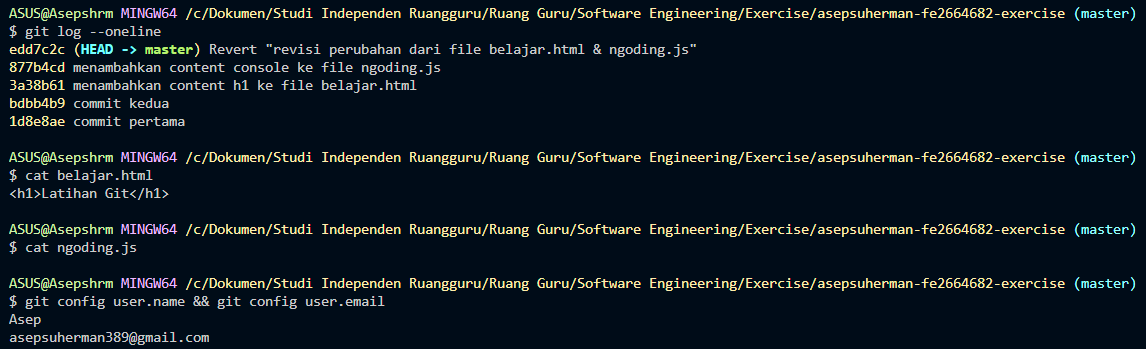 ASUS@Asepshrm MINGW64 /c/Dokumen/Studi Independen Ruangguru/Ruang Guru/Software Engineering/Exercise/asepsuherman-fe2664682-exercise (master)
$ git log --oneline
edd7c2c (HEAD -> master) Revert "revisi perubahan dari file belajar.html & ngoding.js"
877b4cd menambahkan content console ke file ngoding.js
3a38b61 menambahkan content h1 ke file belajar.html
bdbb4b9 commit kedua
1d8e8ae commit pertama
ASUS@Asepshrm MINGW64 /c/Dokumen/Studi Independen Ruangguru/Ruang Guru/Software Engineering/Exercise/asepsuherman-fe2664682-exercise (master)
$ cat belajar.html
<h1>Latihan Git</h1>
ASUS@Asepshrm MINGW64 /c/Dokumen/Studi Independen Ruangguru/Ruang Guru/Software Engineering/Exercise/asepsuherman-fe2664682-exercise (master)
$ cat ngoding.js
ASUS@Asepshrm MINGW64 /c/Dokumen/Studi Independen Ruangguru/Ruang Guru/Software Engineering/Exercise/asepsuherman-fe2664682-exercise (master)
$ git config user.name && git config user.email
Asep
asepsuherman389@gmail.com